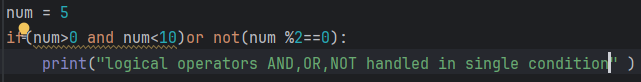 num = 5
if(num>0 and num<10)or not(num %2==0):
    print("logical operators AND,OR,NOT handled in single condition" )